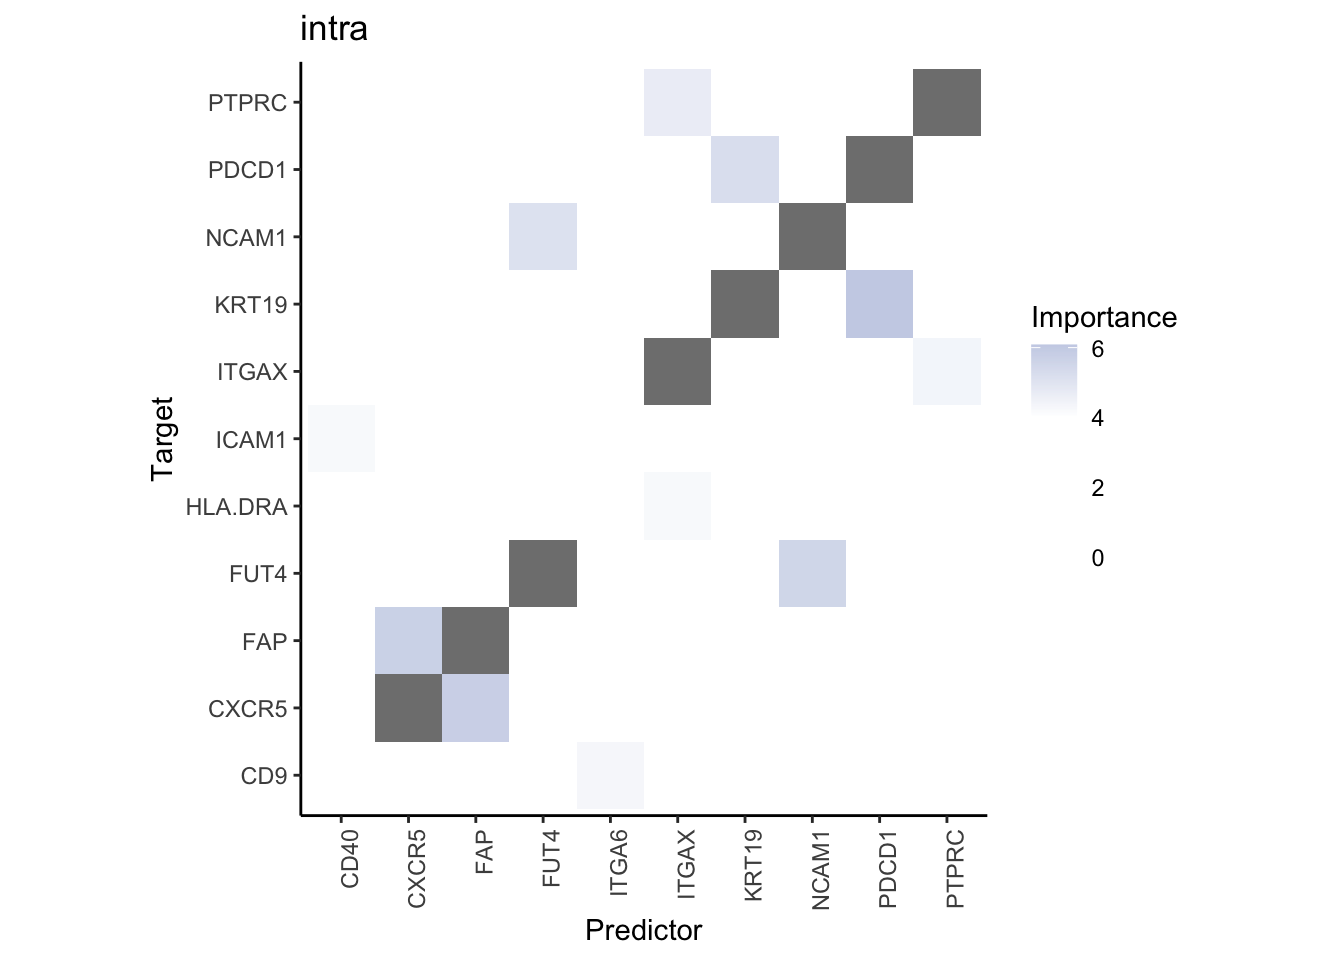 intra
PTPRC
PDCD1
NCAM1
KRT19
ITGAX
ICAM1
HLA.DRA
FUT4
FAP
CXCR5
CD9
Target
CD40
CXCR5
FAP
FUT4
ITGA6
ITGAX
KRT19
NCAM1
PDCD1
PTPRC
Predictor
Importance
6
4
2
0